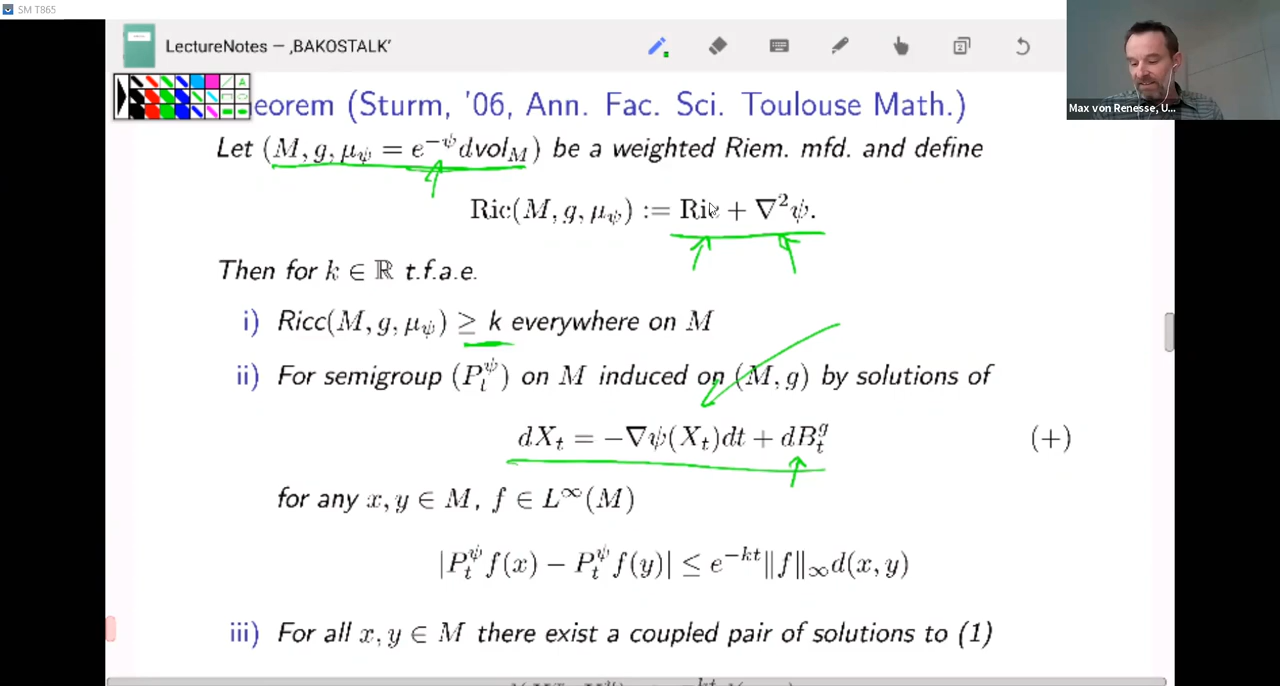 SM T865
LectureNotes – ‚BAKOSTALK'
Max von Renesse, U...
eorem (Sturm, '06, Ann. Fac. Sci. Toulouse Math.)
Let (M, g, μ_ψ = e^{−ψ} dvol_M) be a weighted Riem. mfd. and define
Ric(M, g, μ_ψ) := Ric + ∇²ψ.
Then for k ∈ ℝ t.f.a.e.
i) Ricc(M, g, μ_ψ) ≥ k everywhere on M
ii) For semigroup (P_t^ψ) on M induced on (M, g) by solutions of
dX_t = −∇ψ(X_t)dt + dB_t^g (+)
for any x, y ∈ M, f ∈ L^∞(M)
|P_t^ψ f(x) − P_t^ψ f(y)| ≤ e^{−kt}‖f‖_∞ d(x, y)
iii) For all x, y ∈ M there exist a coupled pair of solutions to (1)